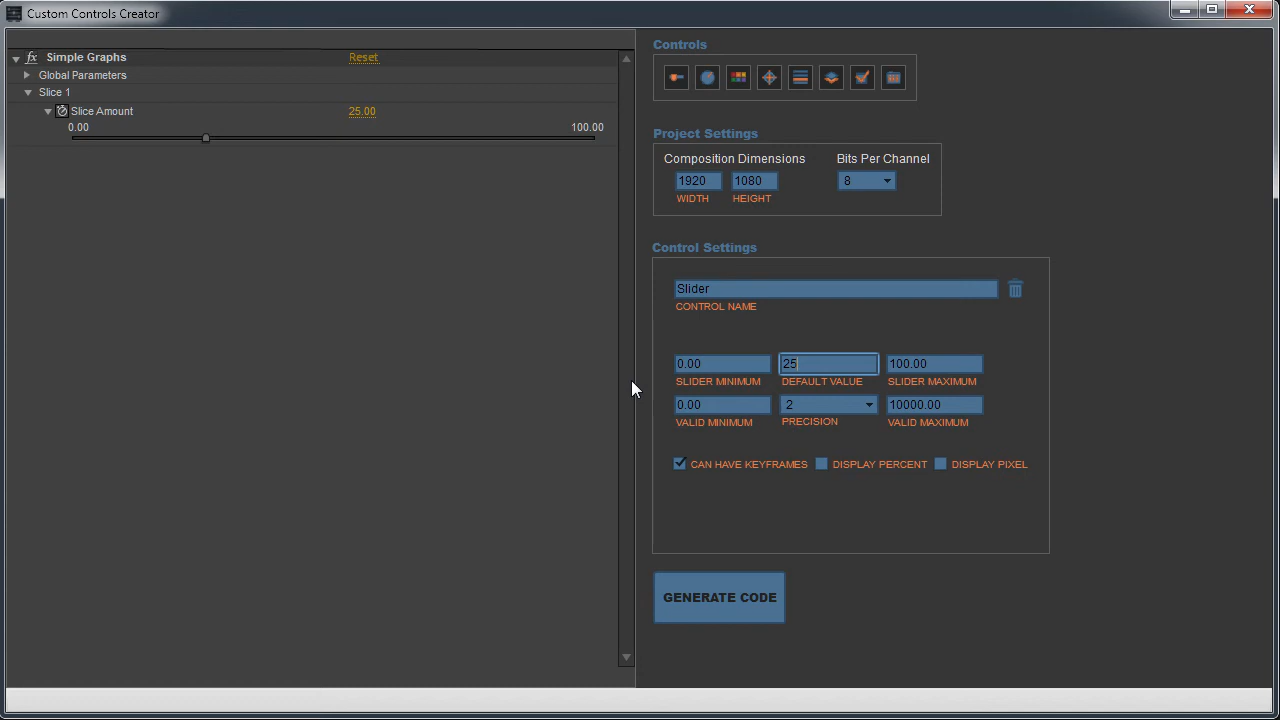 Custom Controls Creator
fx Simple Graphs Reset
Global Parameters
Slice 1
Slice Amount 25.00
0.00 100.00
Controls
Project Settings
Composition Dimensions Bits Per Channel
1920 1080 8
WIDTH HEIGHT
Control Settings
Slider
CONTROL NAME
0.00 25 100.00
SLIDER MINIMUM DEFAULT VALUE SLIDER MAXIMUM
0.00 2 10000.00
VALID MINIMUM PRECISION VALID MAXIMUM
CAN HAVE KEYFRAMES DISPLAY PERCENT DISPLAY PIXEL
GENERATE CODE